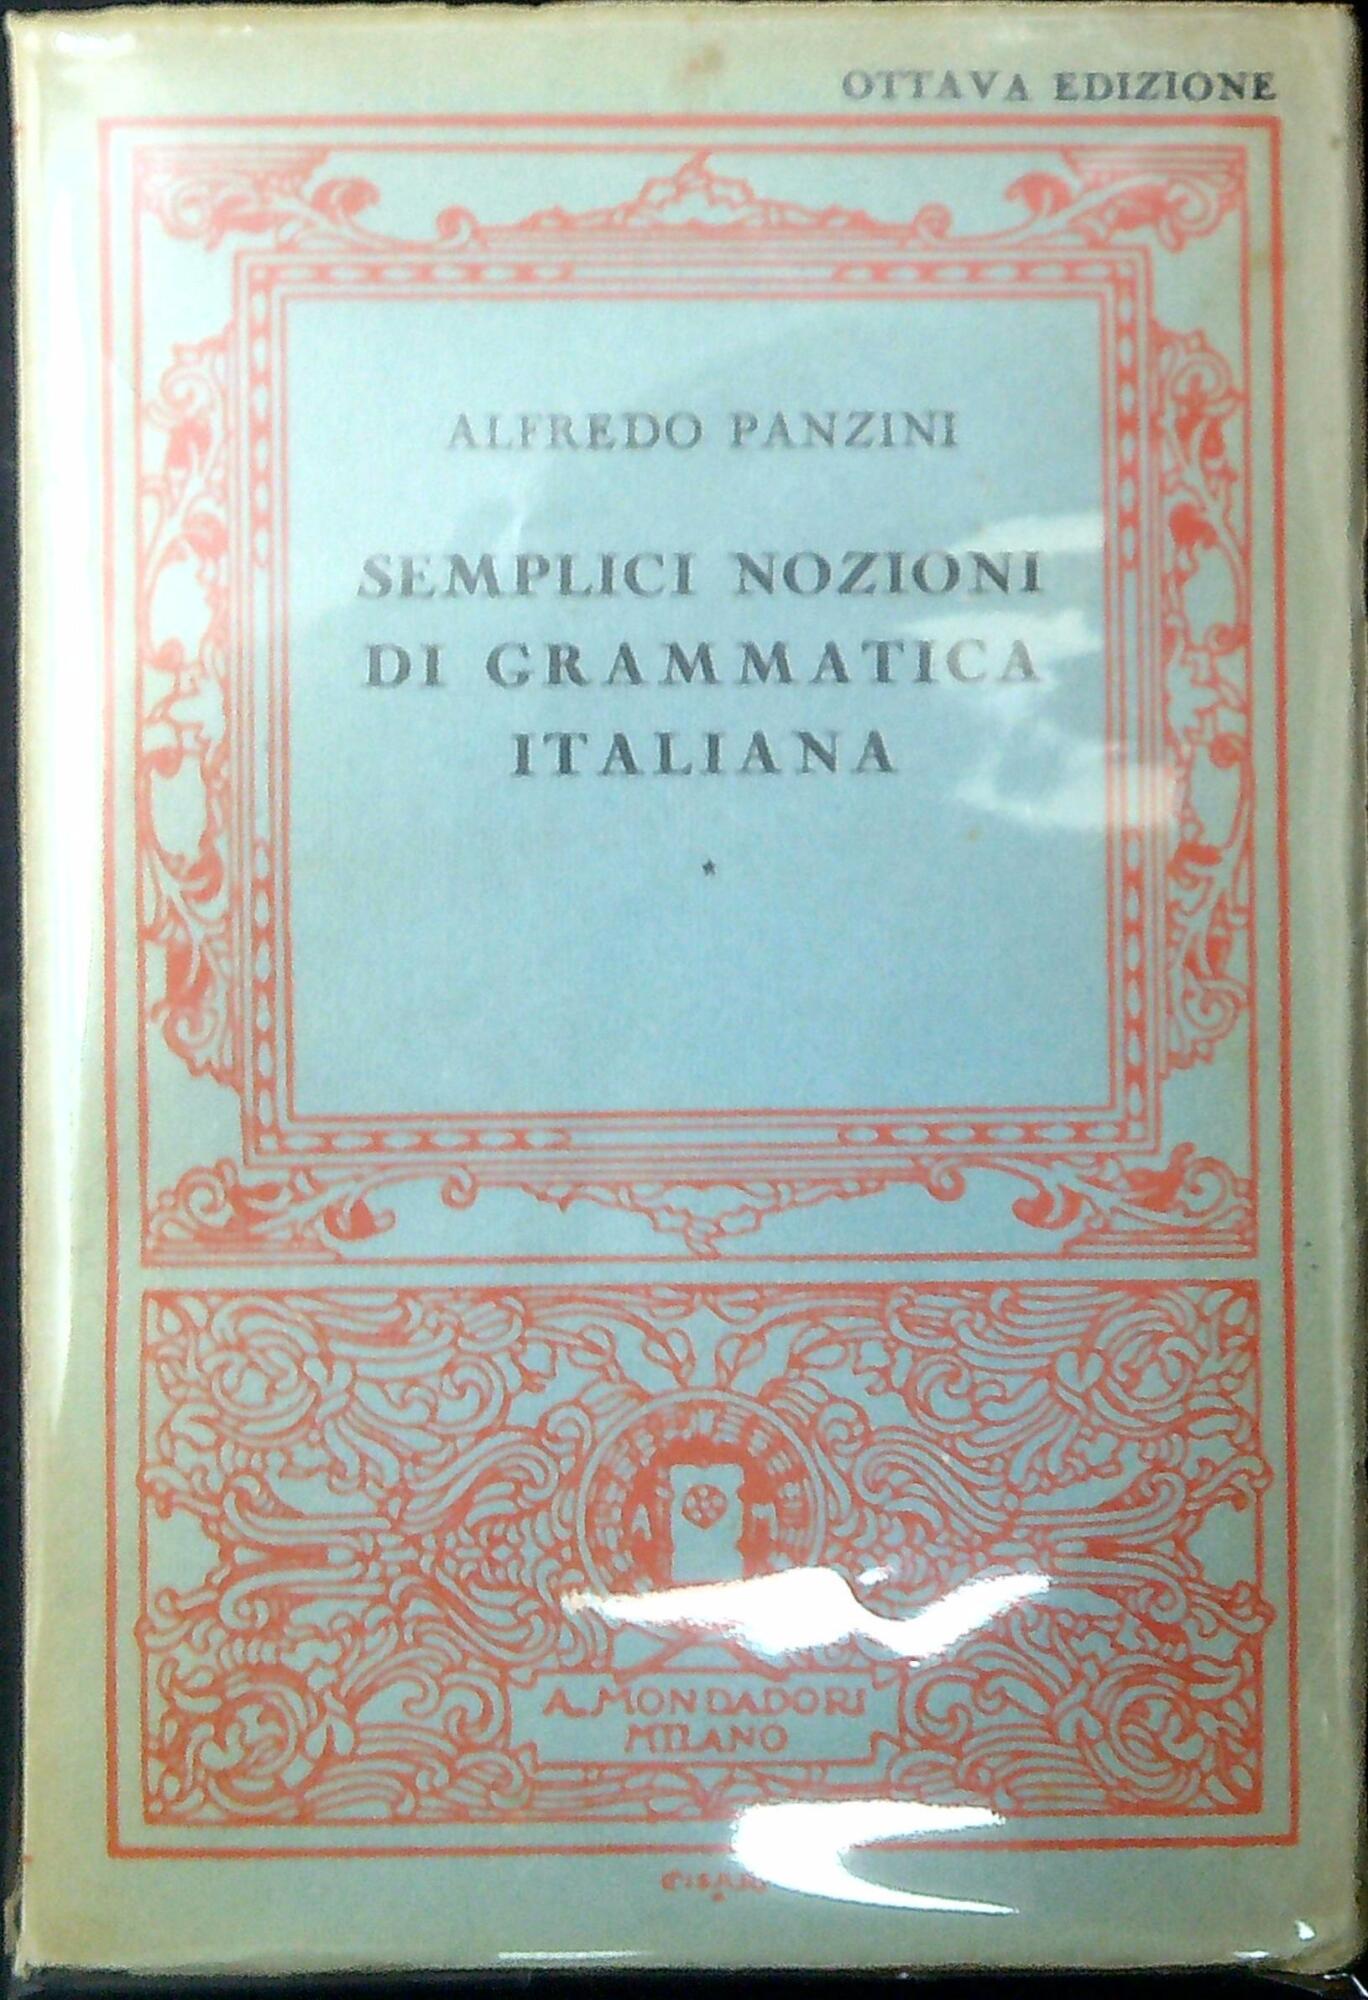 OTTAVA EDIZIONE
ALFREDO PANZINI
SEMPLICI NOZIONI
DI GRAMMATICA
ITALIANA
*
A. MONDADORI
MILANO